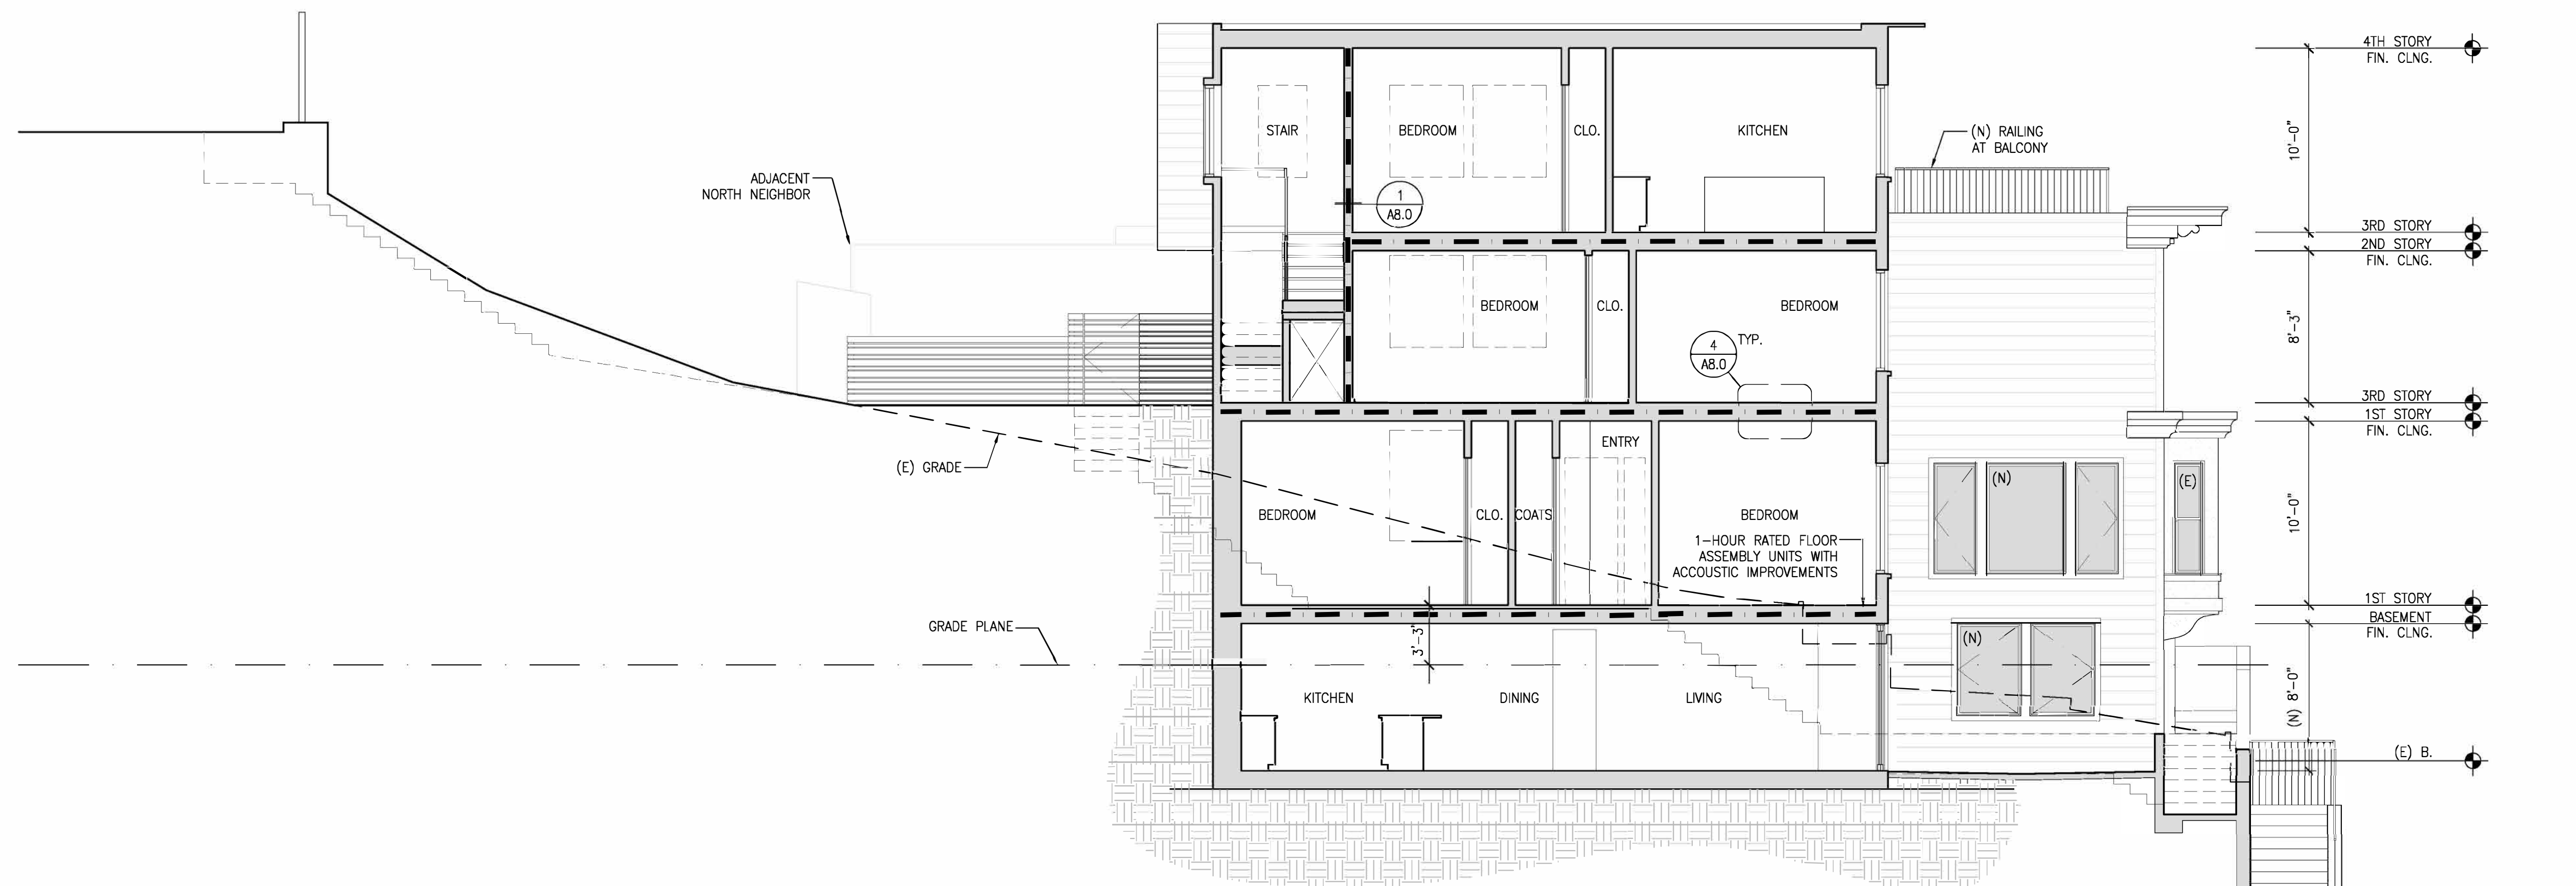 4TH STORY
FIN. CLNG.
10'-0"
3RD STORY
2ND STORY
FIN. CLNG.
8'-3"
3RD STORY
1ST STORY
FIN. CLNG.
10'-0"
1ST STORY
BASEMENT
FIN. CLNG.
(N) 8'-0"
(E) B.
STAIR
BEDROOM
CLO.
KITCHEN
(N) RAILING
AT BALCONY
ADJACENT
NORTH NEIGHBOR
1
A8.0
BEDROOM
CLO.
BEDROOM
4
A8.0
TYP.
(E) GRADE
ENTRY
BEDROOM
CLO.
COATS
BEDROOM
1-HOUR RATED FLOOR
ASSEMBLY UNITS WITH
ACCOUSTIC IMPROVEMENTS
(N)
(E)
GRADE PLANE
3'-3"
(N)
KITCHEN
DINING
LIVING